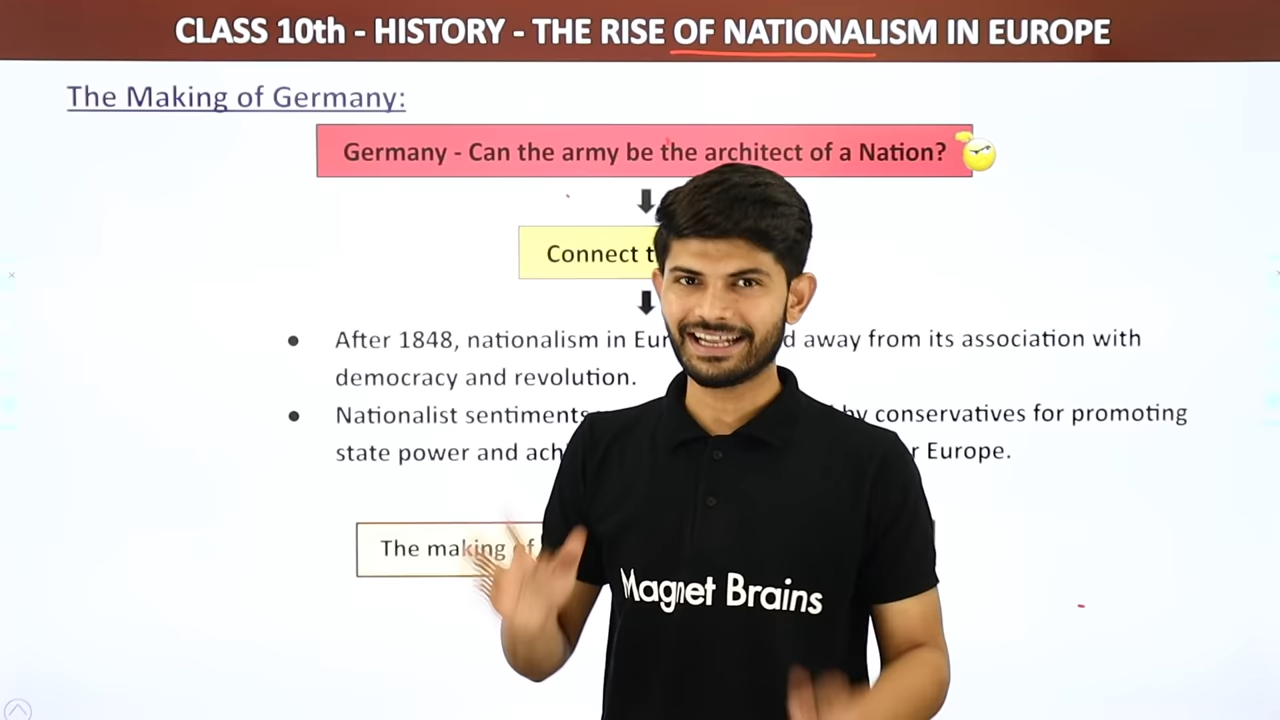 CLASS 10th - HISTORY - THE RISE OF NATIONALISM IN EUROPE
The Making of Germany:
Germany - Can the army be the architect of a Nation?
Connect
After 1848, nationalism in away from its association with
democracy and revolution.
Nationalist sentiments by conservatives for promoting
state power and Europe.
The making of
Magnet Brains